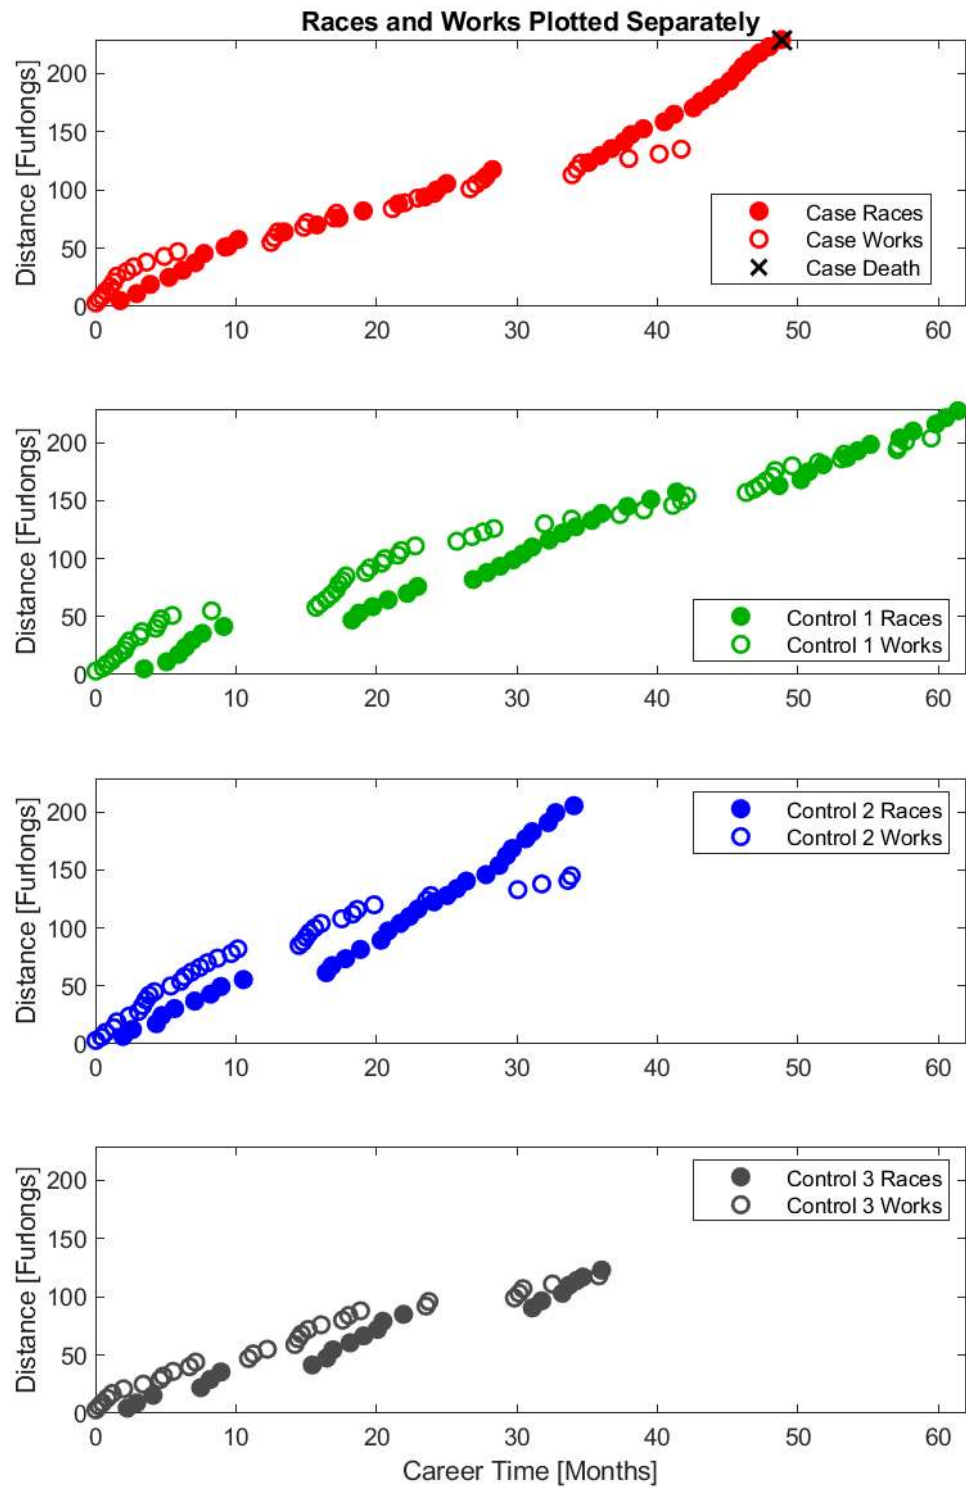 Races and Works Plotted Separately
Distance [Furlongs]
200
150
100
50
0
Case Races
Case Works
Case Death
0 10 20 30 40 50 60
Distance [Furlongs]
200
150
100
50
0
Control 1 Races
Control 1 Works
0 10 20 30 40 50 60
Distance [Furlongs]
200
150
100
50
0
Control 2 Races
Control 2 Works
0 10 20 30 40 50 60
Distance [Furlongs]
200
150
100
50
0
Control 3 Races
Control 3 Works
0 10 20 30 40 50 60
Career Time [Months]